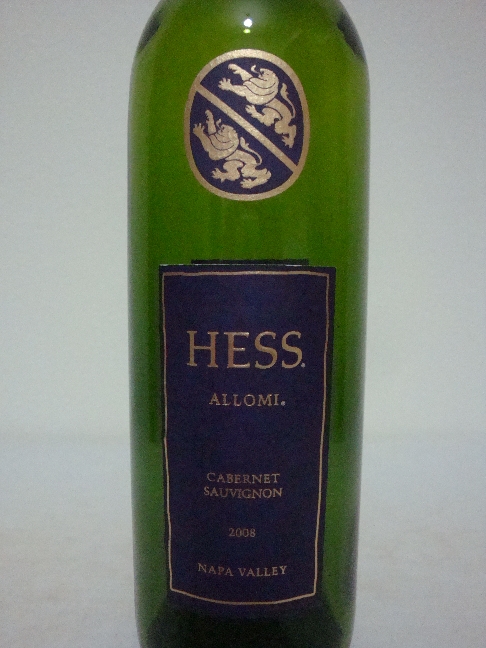 HESS®
ALLOMI®
CABERNET
SAUVIGNON
2008
NAPA VALLEY